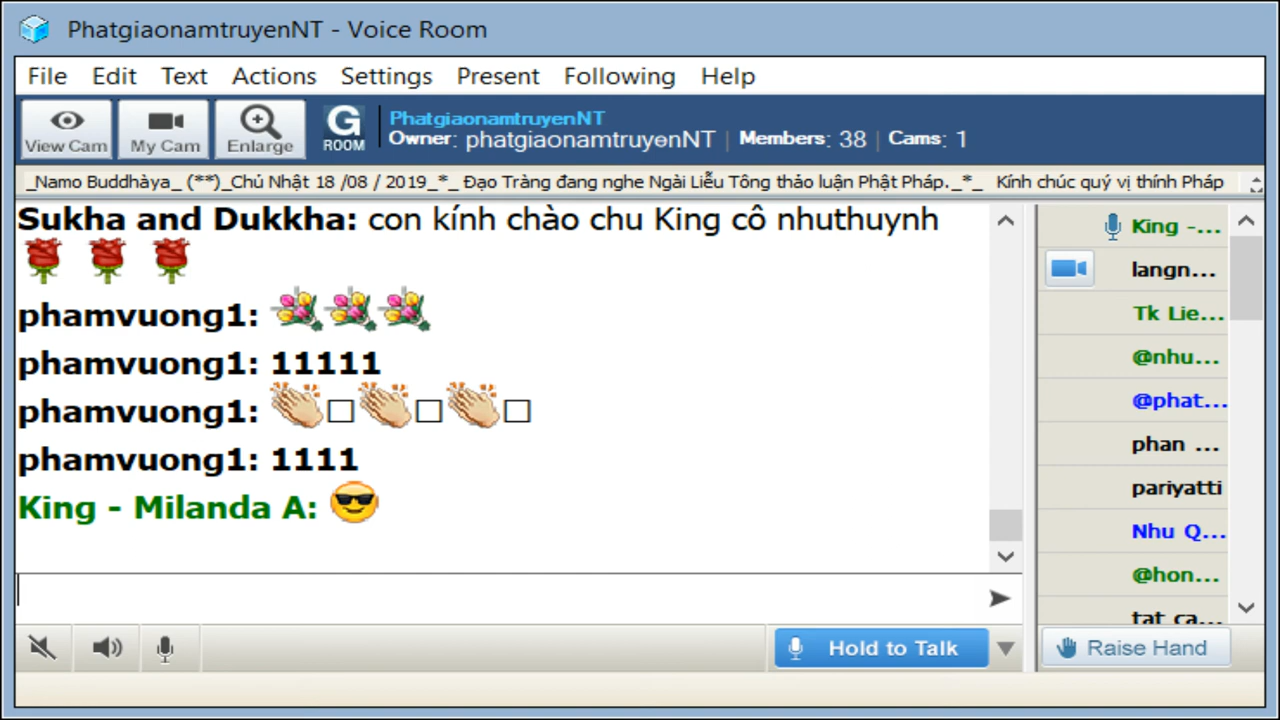 PhatgiaonamtruyenNT - Voice Room
File Edit Text Actions Settings Present Following Help
View Cam My Cam Enlarge G ROOM
PhatgiaonamtruyenNT
Owner: phatgiaonamtruyenNT | Members: 38 | Cams: 1
_Namo Buddhàya_ (**)_Chủ Nhật 18 /08 / 2019_*_ Đạo Tràng đang nghe Ngài Liễu Tông thảo luận Phật Pháp._*_ Kính chúc quý vị thính Pháp
Sukha and Dukkha: con kính chào chu King cô nhuthuynh
🌹 🌹 🌹
phamvuong1: 💐💐💐
phamvuong1: 11111
phamvuong1: 👏□👏□👏□
phamvuong1: 1111
King - Milanda A: 😎
King -...
langn...
Tk Lie...
@nhu...
@phat...
phan ...
pariyatti
Nhu Q...
@hon...
tat ca...
Hold to Talk
Raise Hand